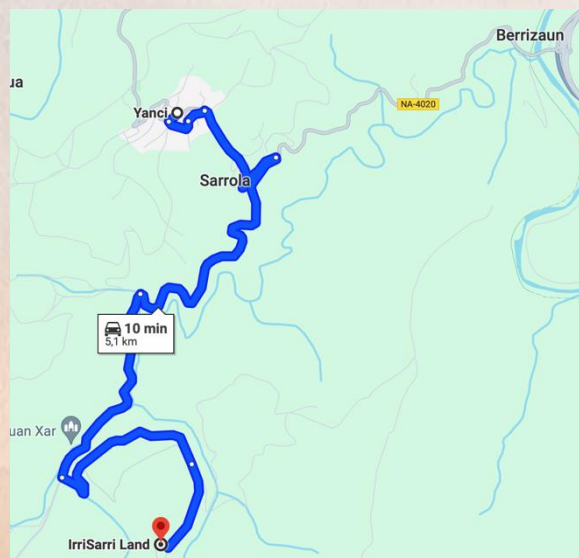 Berrizaun
ua
NA-4020
Yanci
Sarrola
10 min
5,1 km
uan Xar
IrriSarri Land